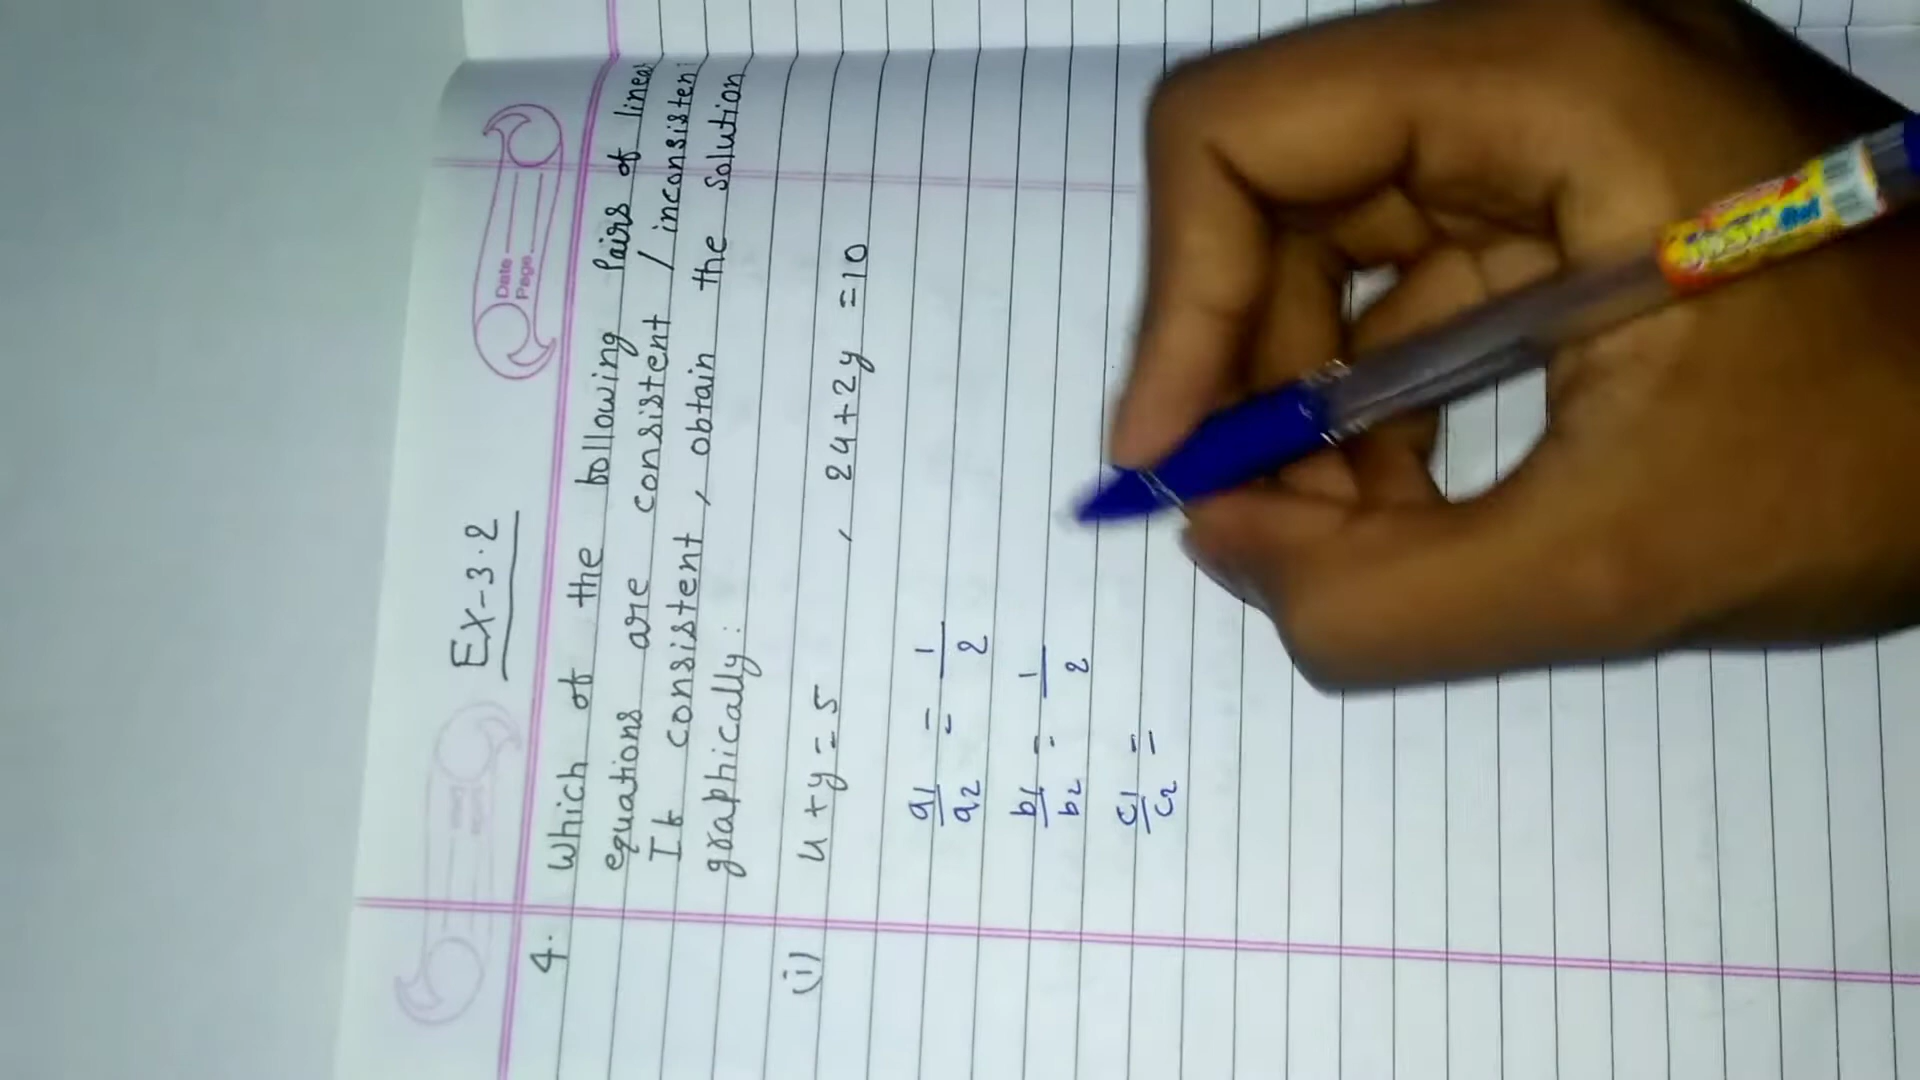 Date
Page
EX-3.2
4. Which of the following Pairs of linear
equations are consistent / inconsisten
If consistent, obtain the solution
graphically:
(i) x+y=5 , 2x+2y=10
a1/a2 = 1/2
b1/b2 = 1/2
c1/c2 =